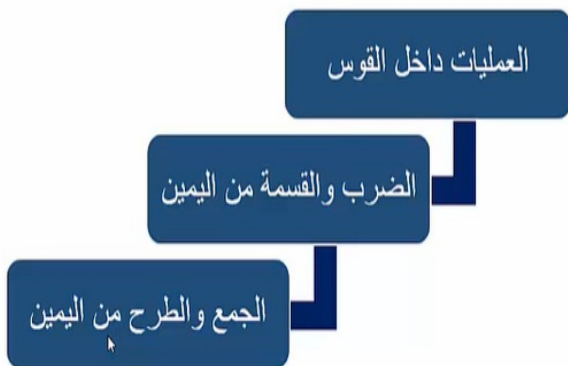 العمليات داخل القوس
الضرب والقسمة من اليمين
الجمع والطرح من اليمين